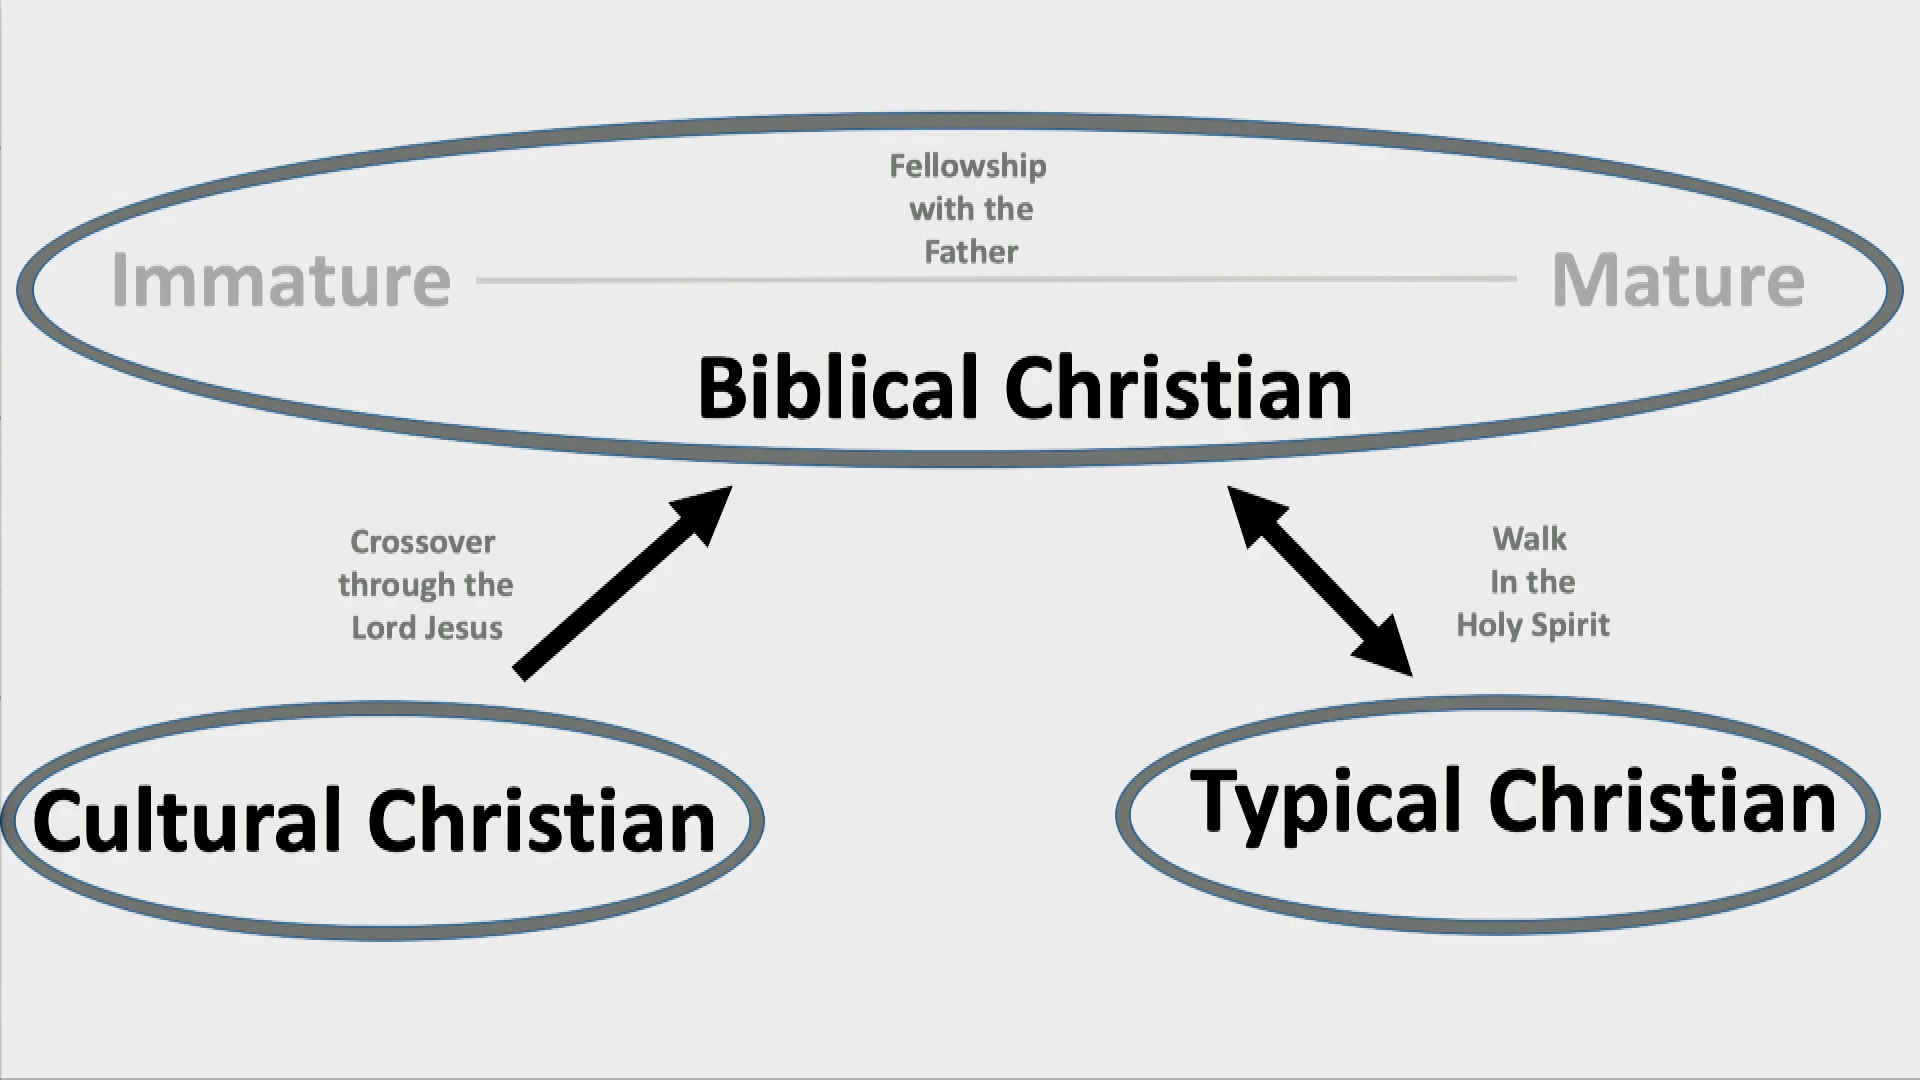 Fellowship
with the
Father
Immature
Mature
Biblical Christian
Crossover
through the
Lord Jesus
Walk
In the
Holy Spirit
Cultural Christian
Typical Christian